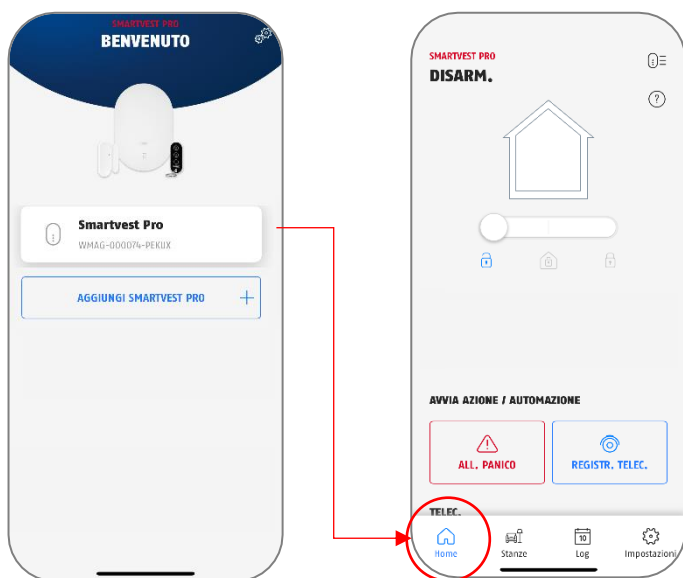 SMARTVEST PRO
BENVENUTO
Smartvest Pro
WMAG-000074-PEKUX
AGGIUNGI SMARTVEST PRO
SMARTVEST PRO
DISARM.
?
AVVIA AZIONE / AUTOMAZIONE
ALL. PANICO
REGISTR. TELEC.
TELEC.
10
Home
Stanze
Log
Impostazioni